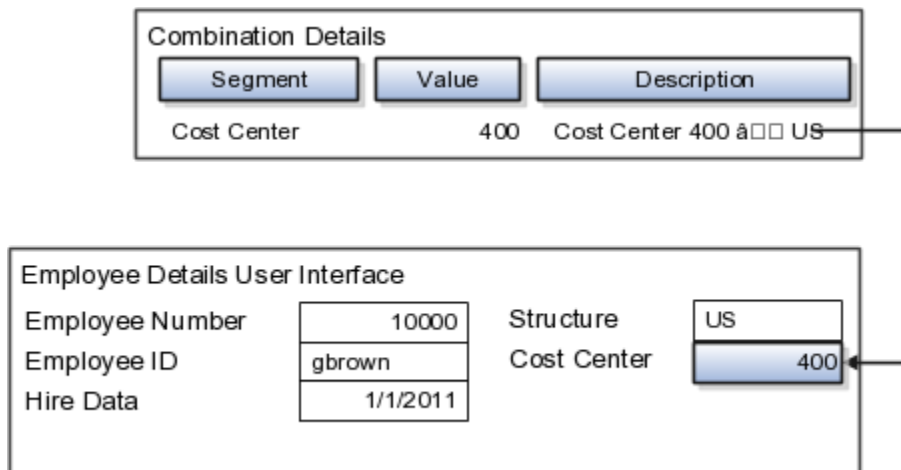 Combination Details
Segment Value Description
Cost Center 400 Cost Center 400 â□□ US
Employee Details User Interface
Employee Number 10000 Structure US
Employee ID gbrown Cost Center 400
Hire Data 1/1/2011